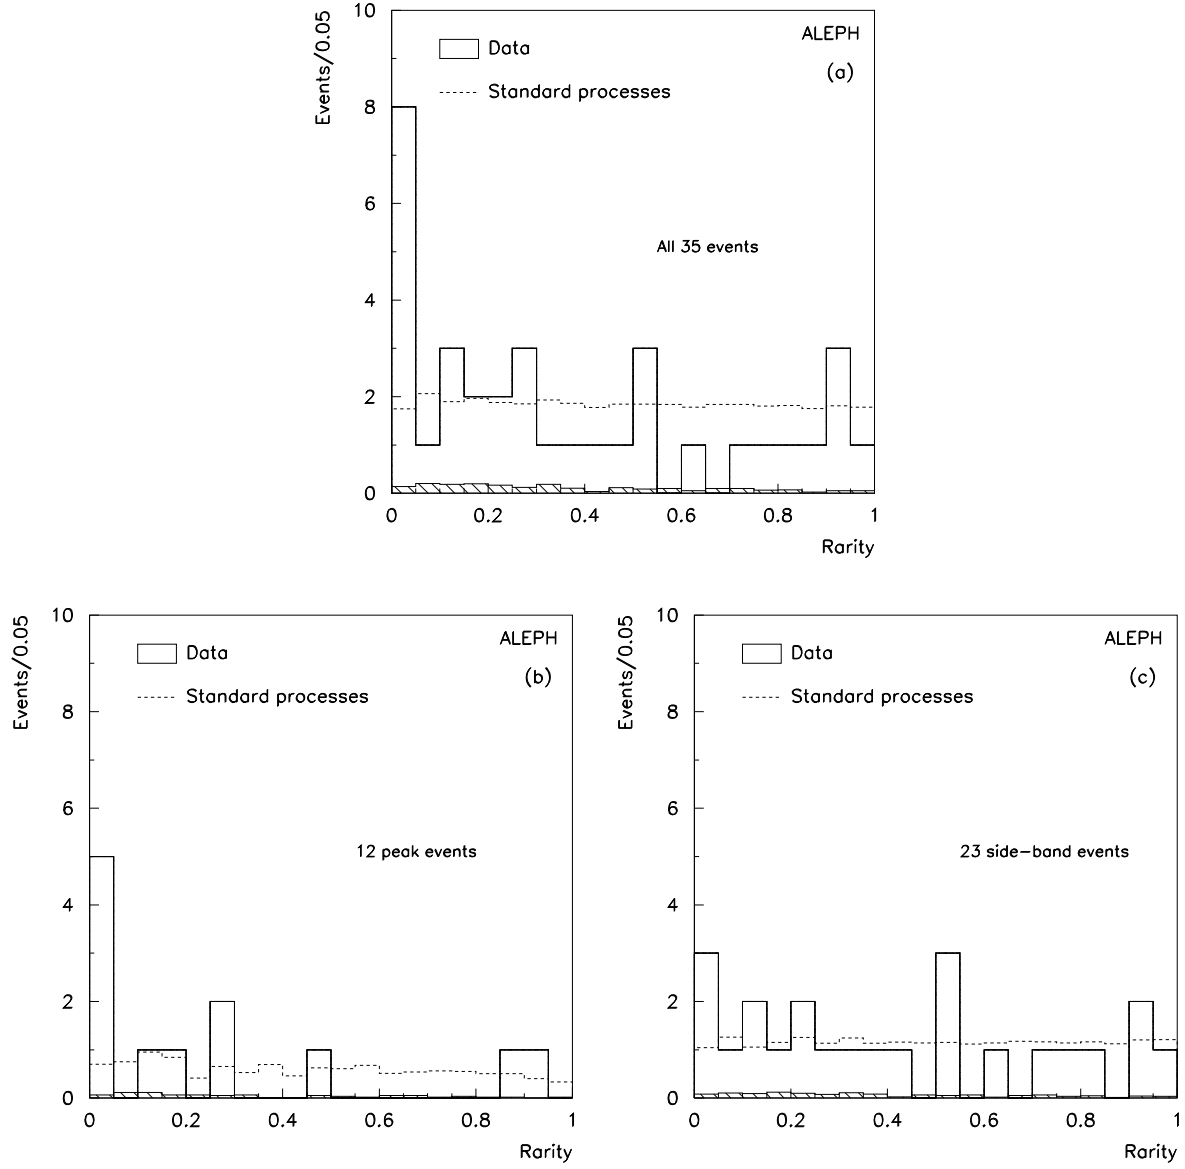 Events/0.05
10
8
6
4
2
0
Data
Standard processes
ALEPH
(a)
All 35 events
0 0.2 0.4 0.6 0.8 1
Rarity
Events/0.05
10
8
6
4
2
0
Data
Standard processes
ALEPH
(b)
12 peak events
0 0.2 0.4 0.6 0.8 1
Rarity
Events/0.05
10
8
6
4
2
0
Data
Standard processes
ALEPH
(c)
23 side-band events
0 0.2 0.4 0.6 0.8 1
Rarity